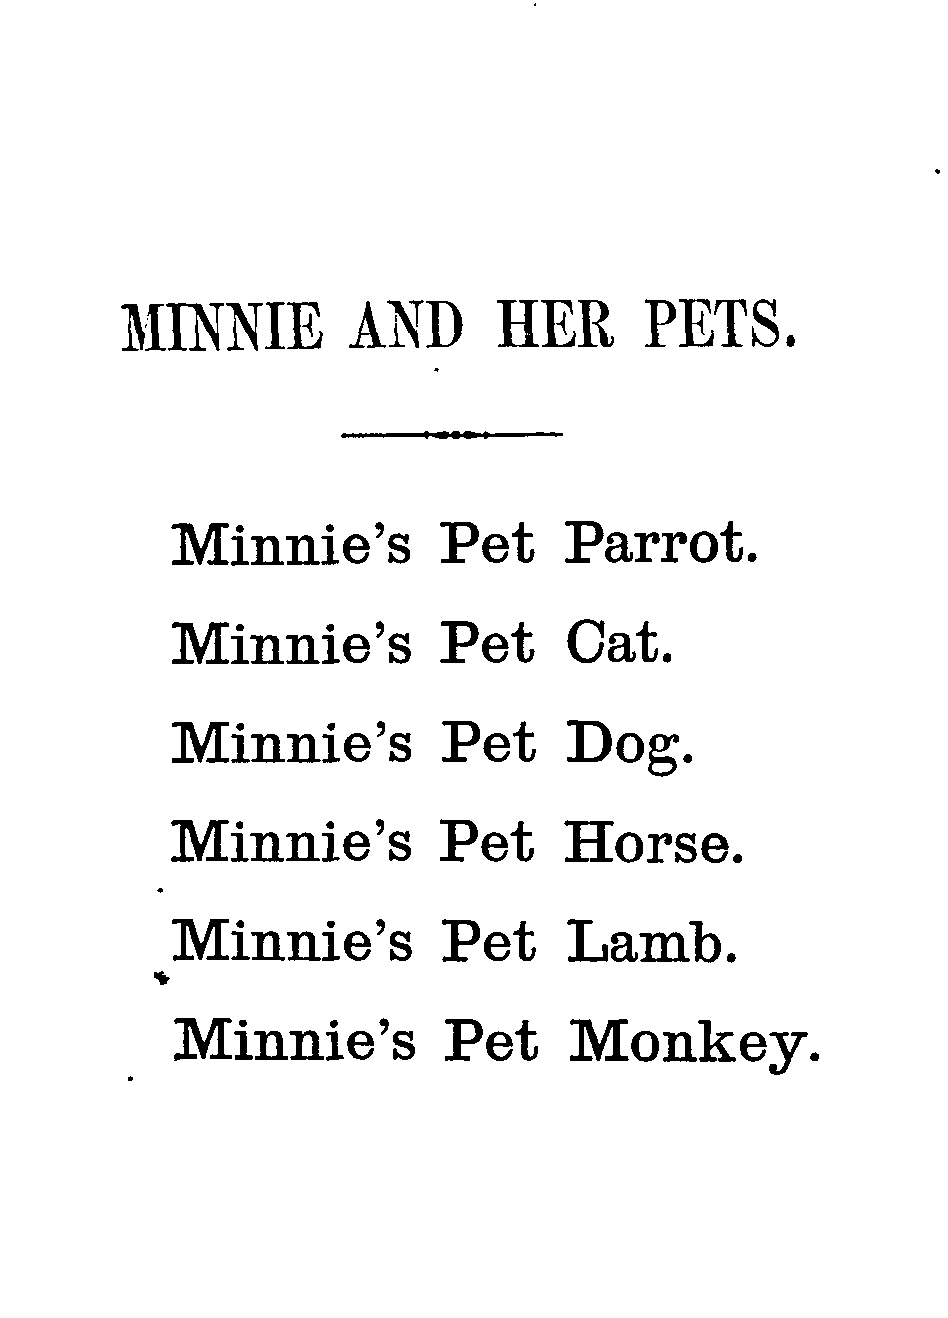 MINNIE AND HER PETS.
Minnie's Pet Parrot.
Minnie's Pet Cat.
Minnie's Pet Dog.
Minnie's Pet Horse.
Minnie's Pet Lamb.
Minnie's Pet Monkey.